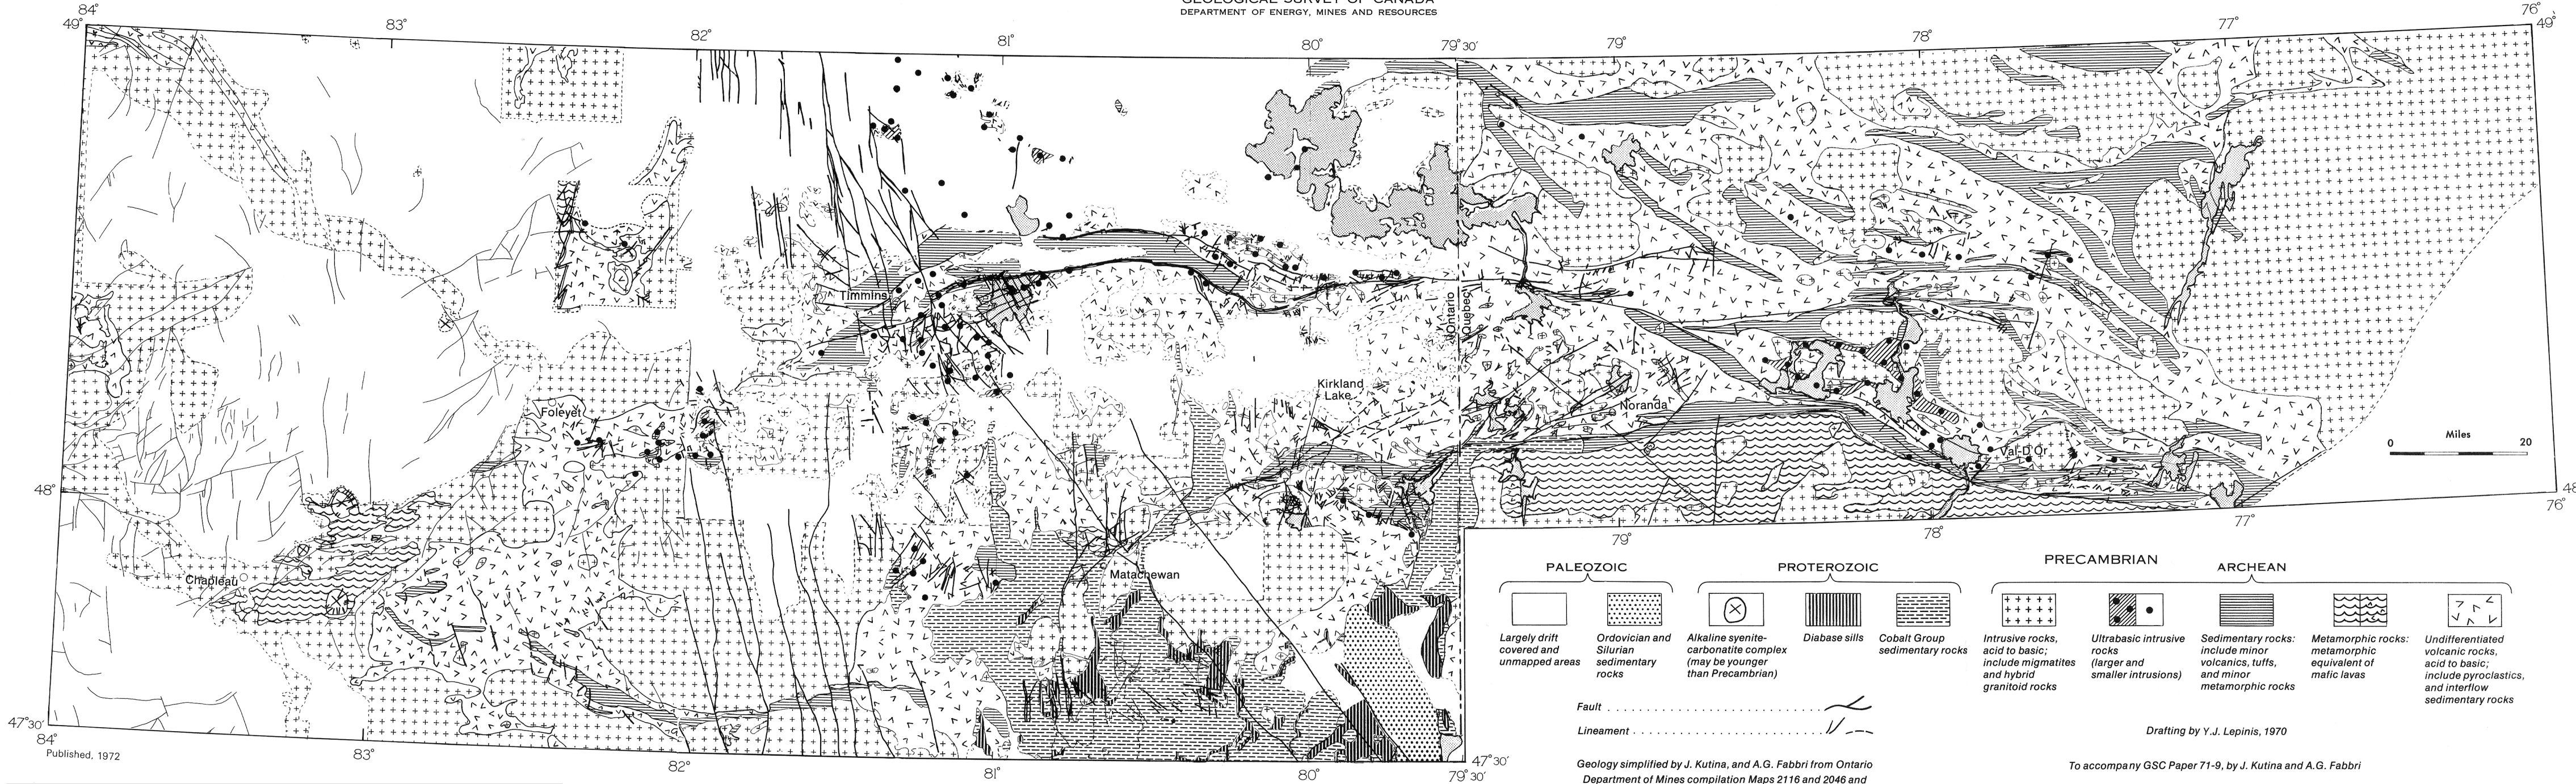 GEOLOGICAL SURVEY OF CANADA
DEPARTMENT OF ENERGY, MINES AND RESOURCES
84°
49°
83°
82°
81°
80°
79°30'
79°
78°
77°
76°
49°
Timmins
Ontario
Quebec
Kirkland
Lake
Foleyet
Noranda
Val-D'Or
Miles
0 20
48°
48
76°
77°
78°
79°
Chapleau
Matachewan
47°30'
84°
83°
82°
81°
80°
79°30'
47°30'
Published, 1972
PRECAMBRIAN
PALEOZOIC
PROTEROZOIC
ARCHEAN
Largely drift
covered and
unmapped areas
Ordovician and
Silurian
sedimentary
rocks
Alkaline syenite-
carbonatite complex
(may be younger
than Precambrian)
Diabase sills
Cobalt Group
sedimentary rocks
Intrusive rocks,
acid to basic;
include migmatites
and hybrid
granitoid rocks
Ultrabasic intrusive
rocks
(larger and
smaller intrusions)
Sedimentary rocks:
include minor
volcanics, tuffs,
and minor
metamorphic rocks
Metamorphic rocks:
metamorphic
equivalent of
mafic lavas
Undifferentiated
volcanic rocks,
acid to basic;
include pyroclastics,
and interflow
sedimentary rocks
Fault
Lineament
Drafting by Y.J. Lepinis, 1970
Geology simplified by J. Kutina, and A.G. Fabbri from Ontario
Department of Mines compilation Maps 2116 and 2046 and
To accompany GSC Paper 71-9, by J. Kutina and A.G. Fabbri